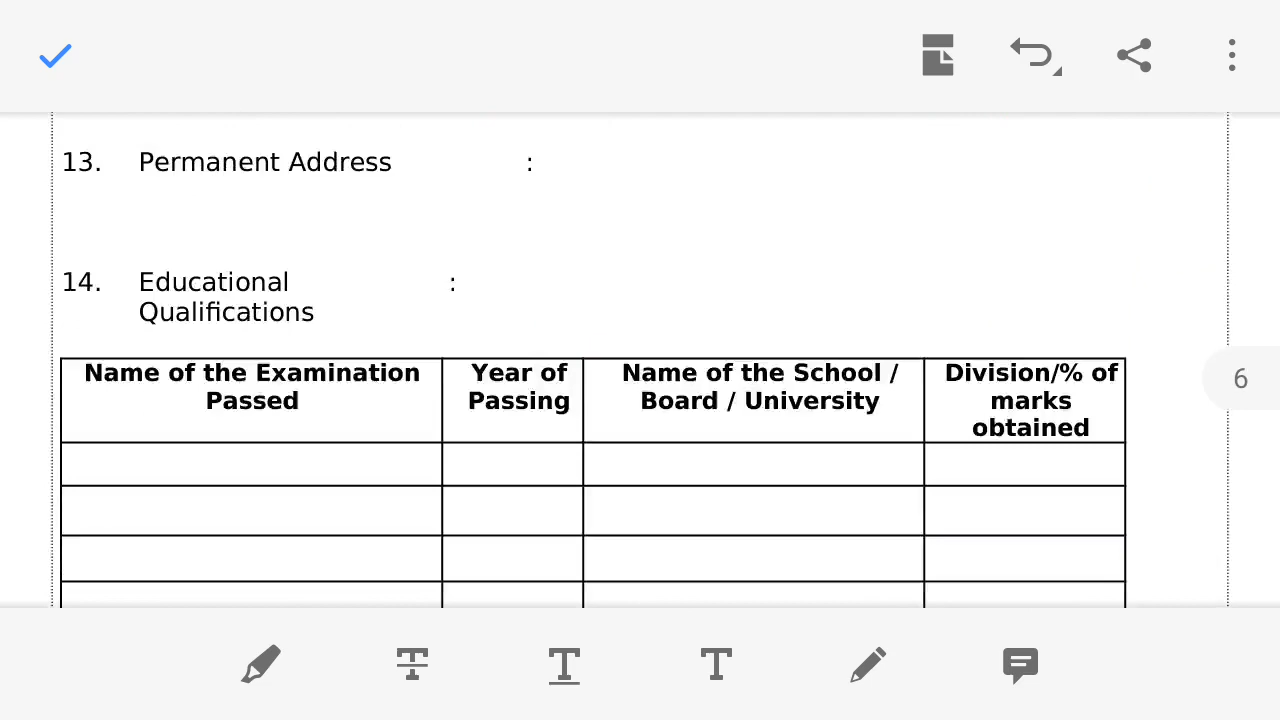 13. Permanent Address :
14. Educational :
Qualifications
Name of the Examination Passed
Year of Passing
Name of the School / Board / University
Division/% of marks obtained
6